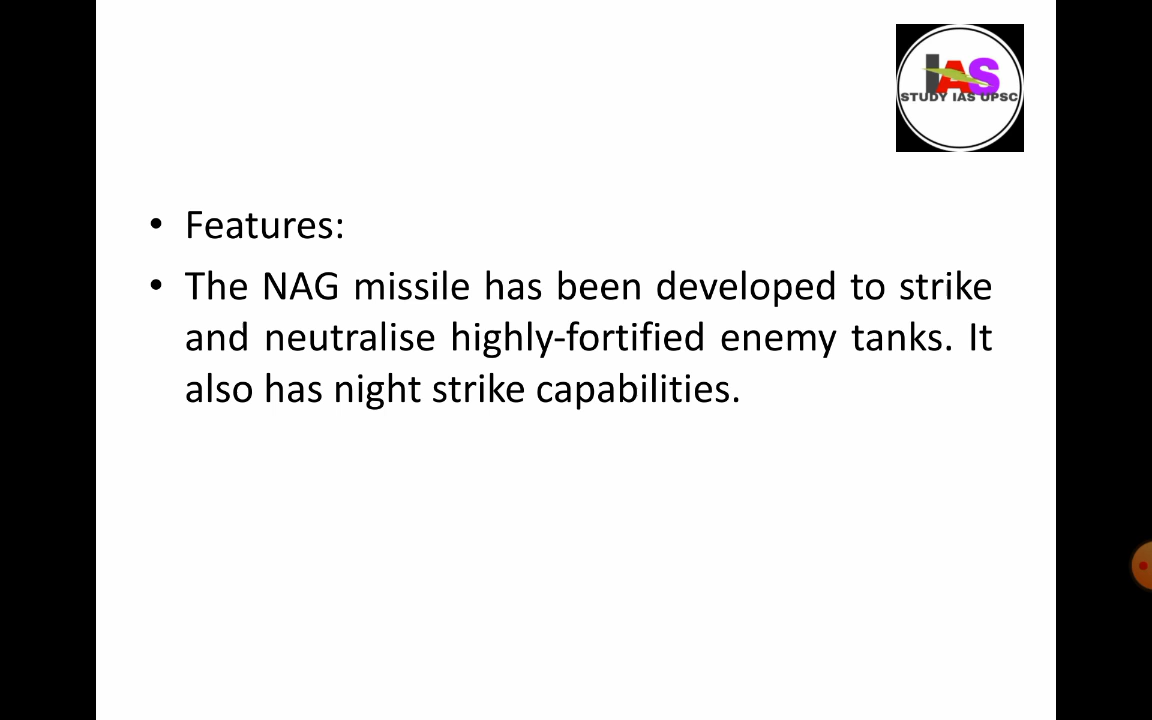 IAS
STUDY IAS UPSC
• Features:
• The NAG missile has been developed to strike
and neutralise highly-fortified enemy tanks. It
also has night strike capabilities.